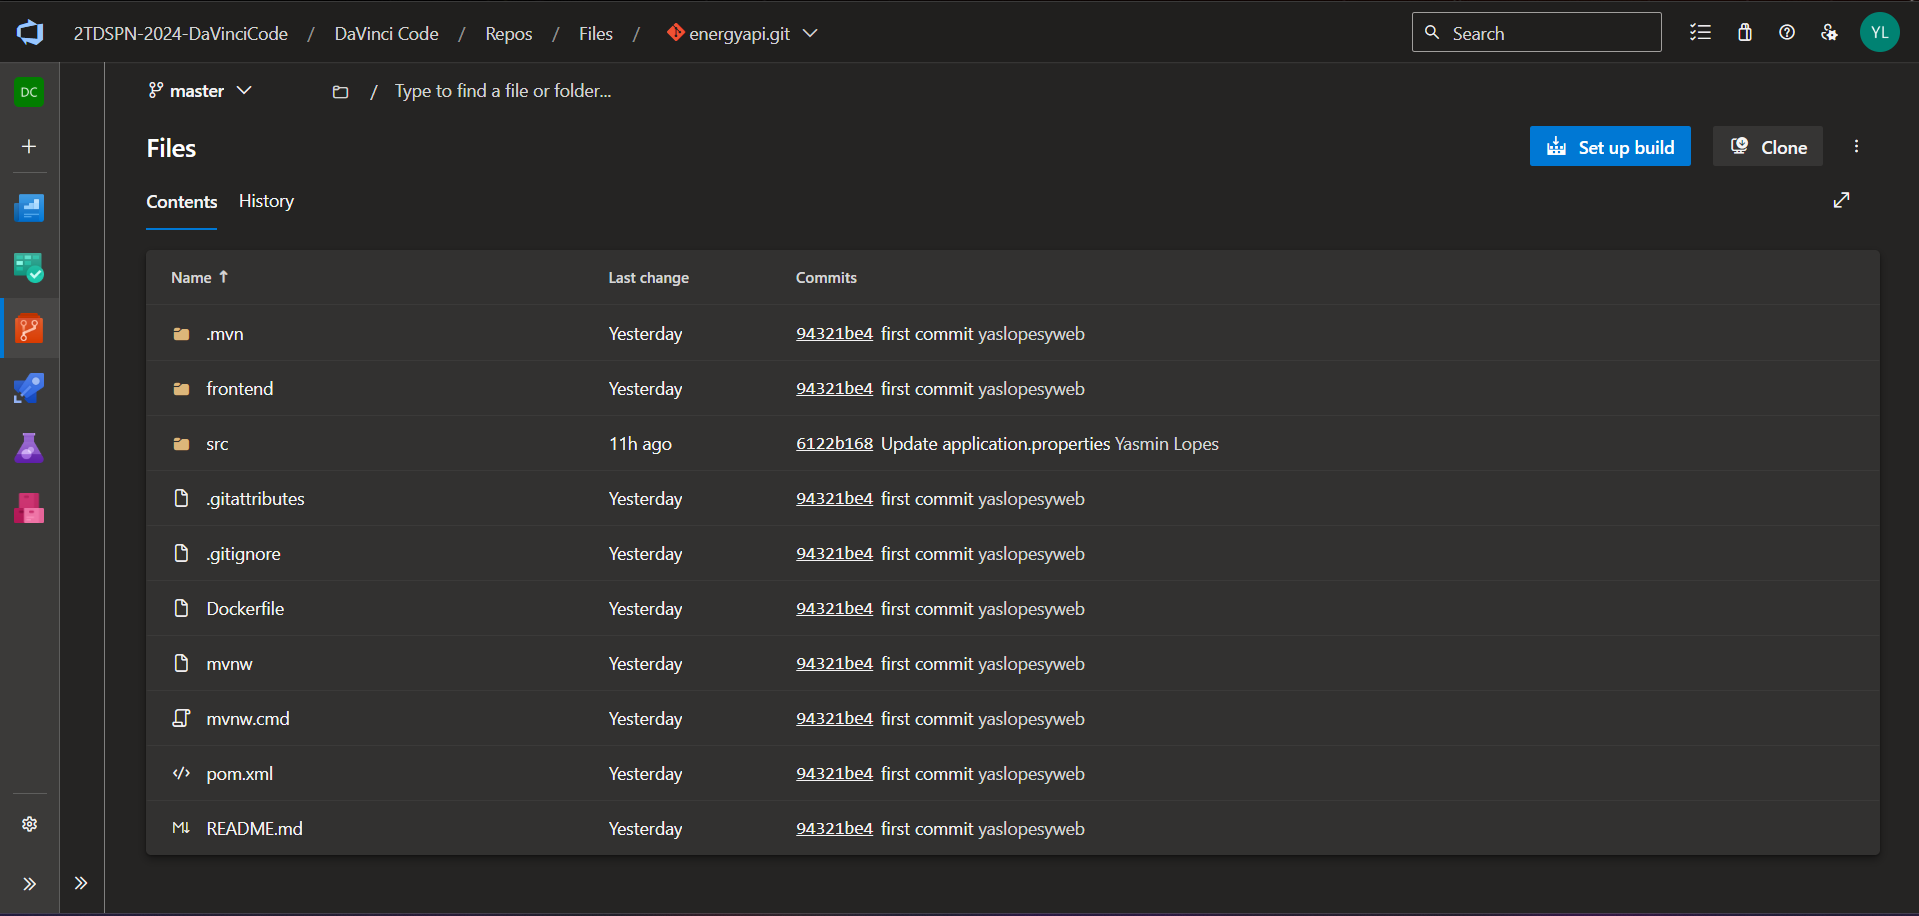 2TDSPN-2024-DaVinciCode / DaVinci Code / Repos / Files / energyapi.git
Search
YL
DC
master
/ Type to find a file or folder...
Files
Set up build
Clone
Contents
History
Name ↑ Last change Commits
.mvn Yesterday 94321be4 first commit yaslopesyweb
frontend Yesterday 94321be4 first commit yaslopesyweb
src 11h ago 6122b168 Update application.properties Yasmin Lopes
.gitattributes Yesterday 94321be4 first commit yaslopesyweb
.gitignore Yesterday 94321be4 first commit yaslopesyweb
Dockerfile Yesterday 94321be4 first commit yaslopesyweb
mvnw Yesterday 94321be4 first commit yaslopesyweb
mvnw.cmd Yesterday 94321be4 first commit yaslopesyweb
</> pom.xml Yesterday 94321be4 first commit yaslopesyweb
M↓ README.md Yesterday 94321be4 first commit yaslopesyweb